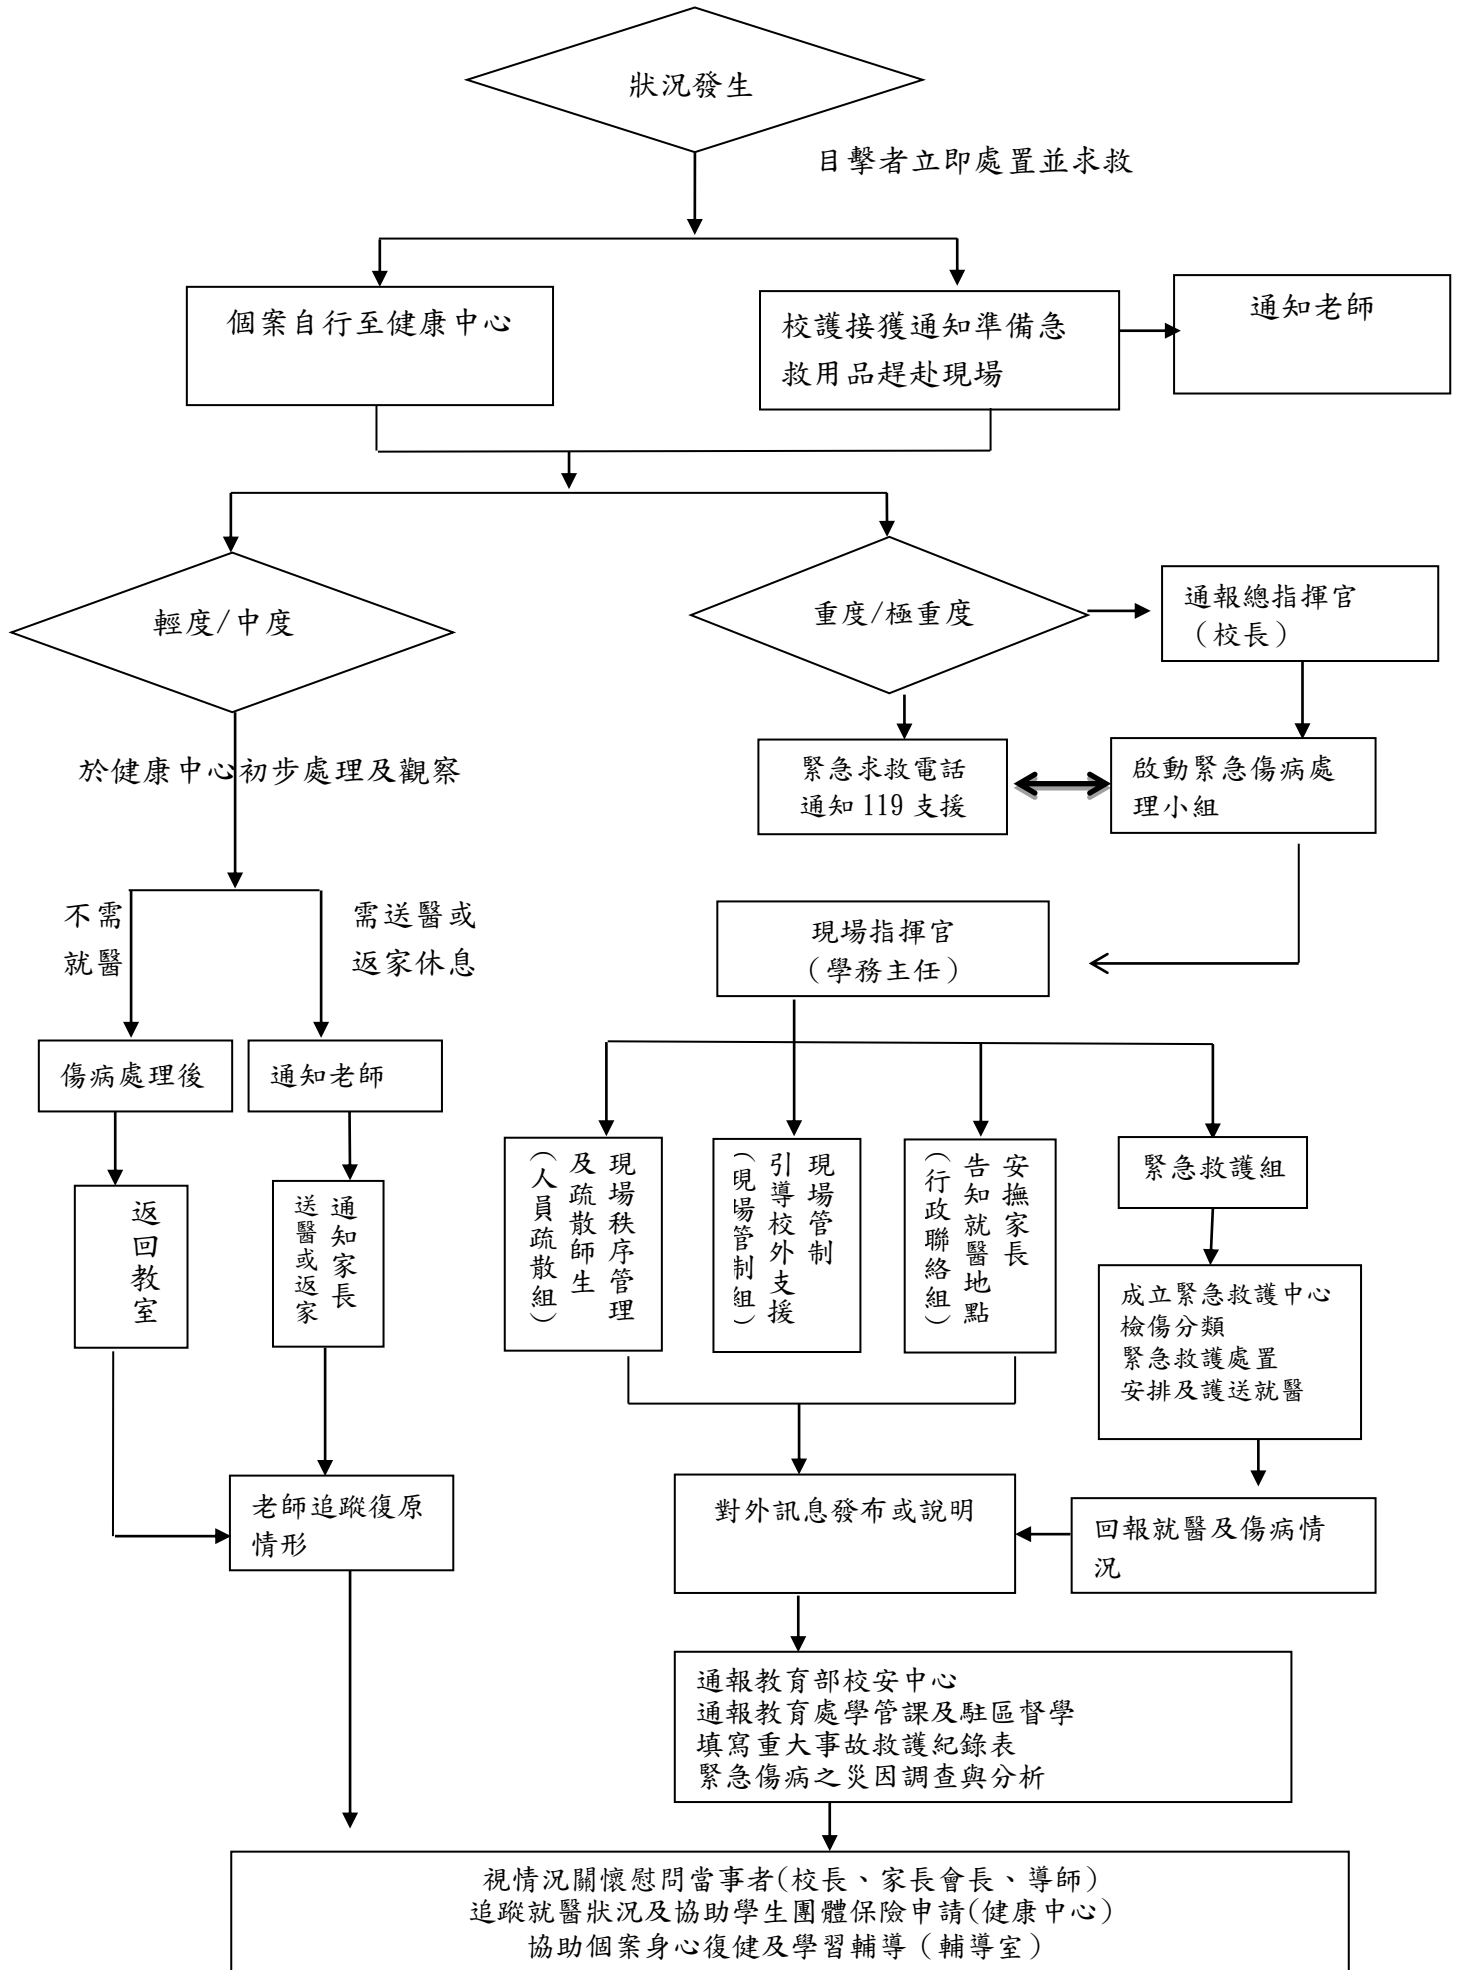 狀況發生
目擊者立即處置並求救
個案自行至健康中心
校護接獲通知準備急
救用品趕赴現場
通知老師
輕度/中度
重度/極重度
通報總指揮官
（校長）
於健康中心初步處理及觀察
緊急求救電話
通知 119 支援
啟動緊急傷病處
理小組
不需
就醫
需送醫或
返家休息
現場指揮官
（學務主任）
傷病處理後
通知老師
現場秩序管理
及疏散師生
（人員疏散組）
現場管制
引導校外支援
（現場管制組）
安撫家長
告知就醫地點
（行政聯絡組）
緊急救護組
返回教室
通知家長
送醫或返家
成立緊急救護中心
檢傷分類
緊急救護處置
安排及護送就醫
老師追蹤復原
情形
對外訊息發布或說明
回報就醫及傷病情
況
通報教育部校安中心
通報教育處學管課及駐區督學
填寫重大事故救護紀錄表
緊急傷病之災因調查與分析
視情況關懷慰問當事者(校長、家長會長、導師)
追蹤就醫狀況及協助學生團體保險申請(健康中心)
協助個案身心復健及學習輔導（輔導室）